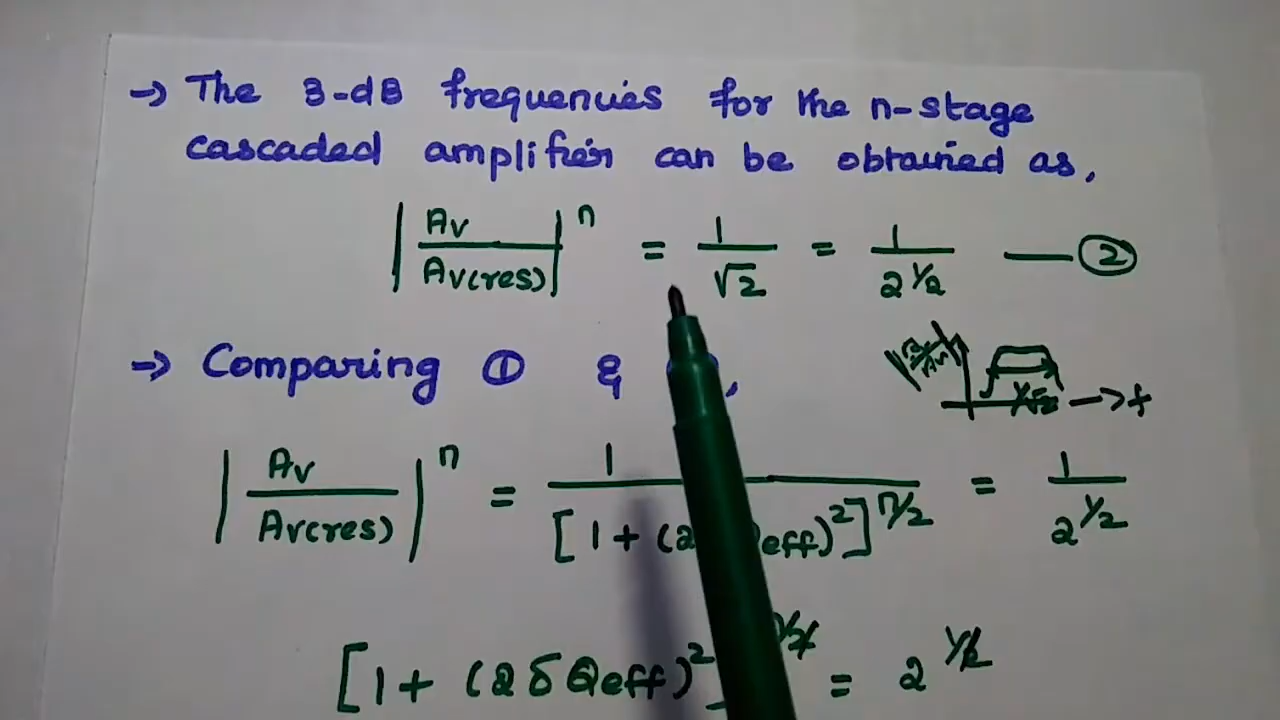 → The 3-dB frequencies for the n-stage
cascaded amplifier can be obtained as,
|Av / Av(res)|^n = 1/√2 = 1/2^1/2 — ②
→ Comparing ① &
→ f
|Av / Av(res)|^n = 1/[1+(2 eff)^2]^n/2 = 1/2^1/2
[1+(2δQeff)^2 = 2^1/2